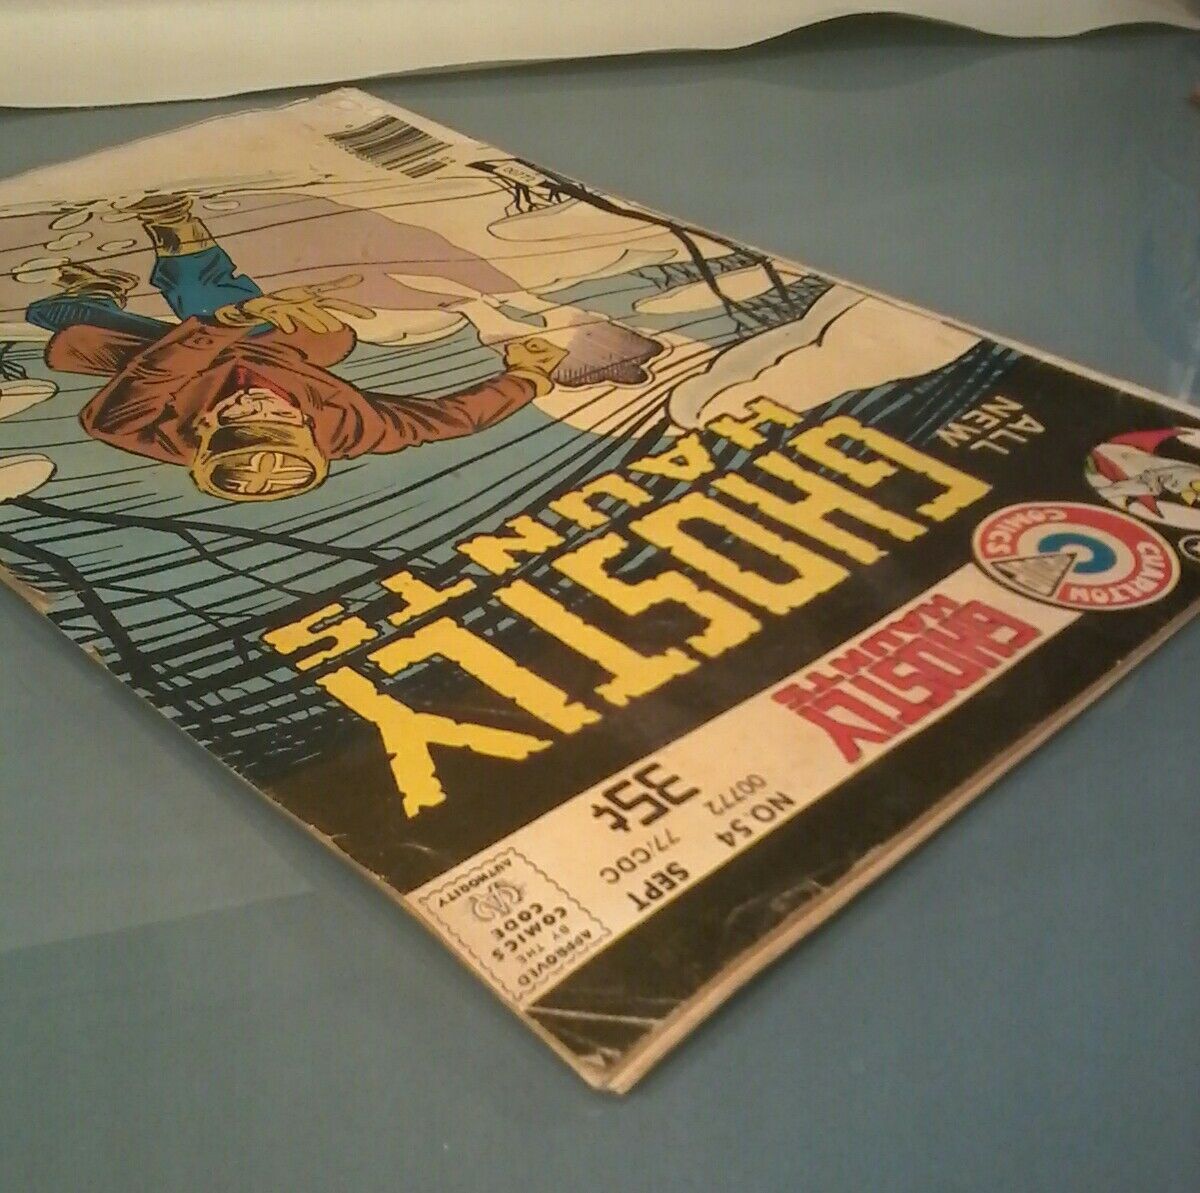 APPROVED
BY THE
COMICS
CODE
AUTHORITY
SEPT
77/CDC
NO. 54
00772
35¢
GHOSTLY
HAUNTS
CHARLTON
COMICS
C
ALL
NEW
GHOSTLY
HAUNTS
00772